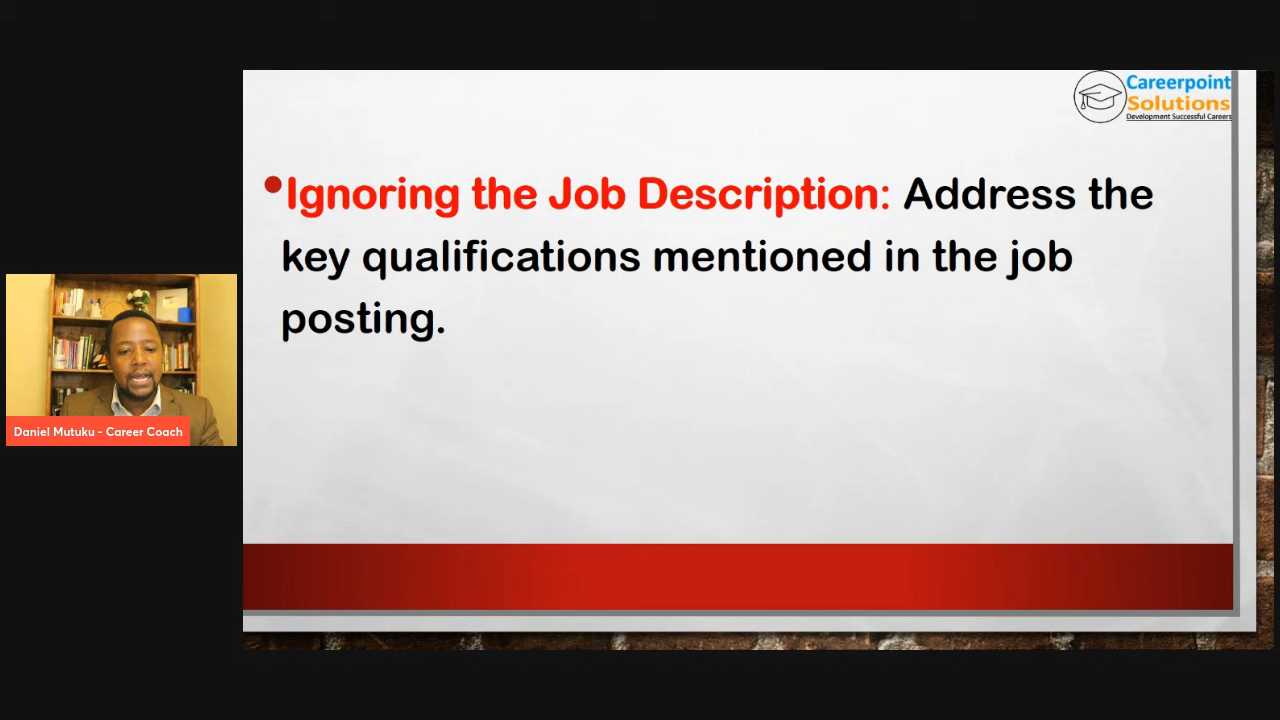 Careerpoint
Solutions
Development Successful Careers
•Ignoring the Job Description: Address the
key qualifications mentioned in the job
posting.
Daniel Mutuku - Career Coach